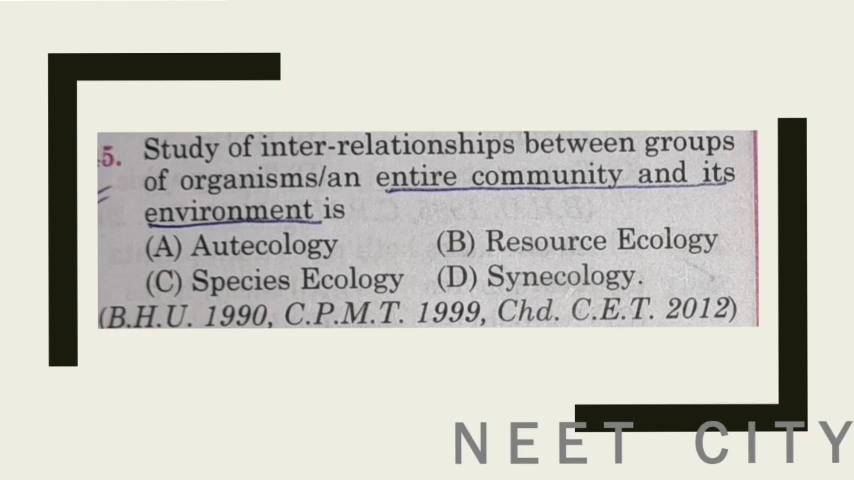 5. Study of inter-relationships between groups
of organisms/an entire community and its
environment is
(A) Autecology (B) Resource Ecology
(C) Species Ecology (D) Synecology.
(B.H.U. 1990, C.P.M.T. 1999, Chd. C.E.T. 2012)
NEET CITY